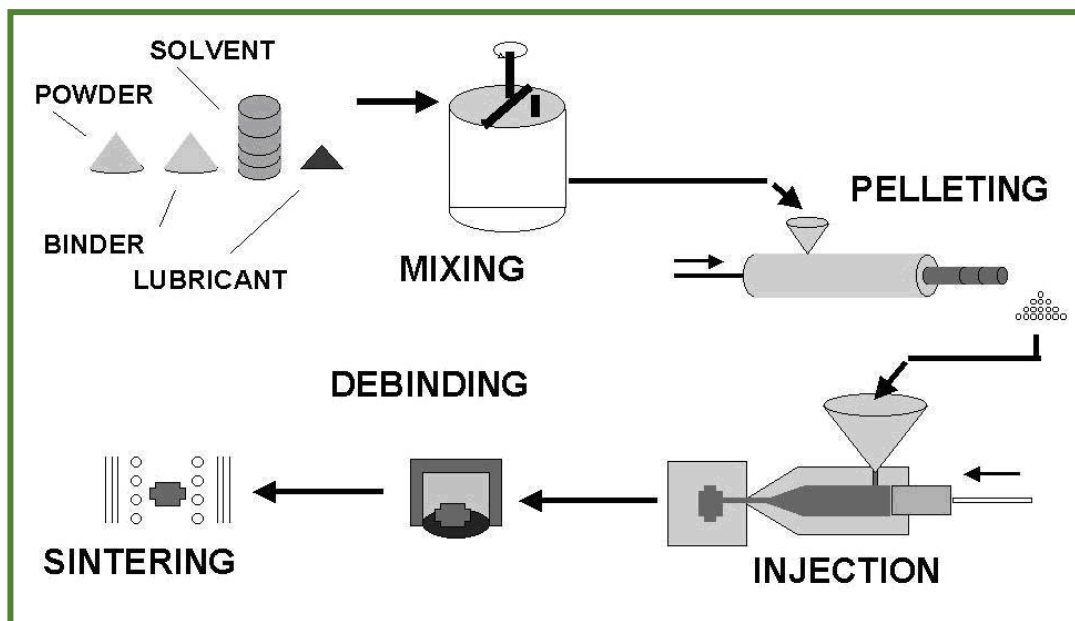 SOLVENT
POWDER
BINDER
LUBRICANT
MIXING
PELLETING
DEBINDING
SINTERING
INJECTION